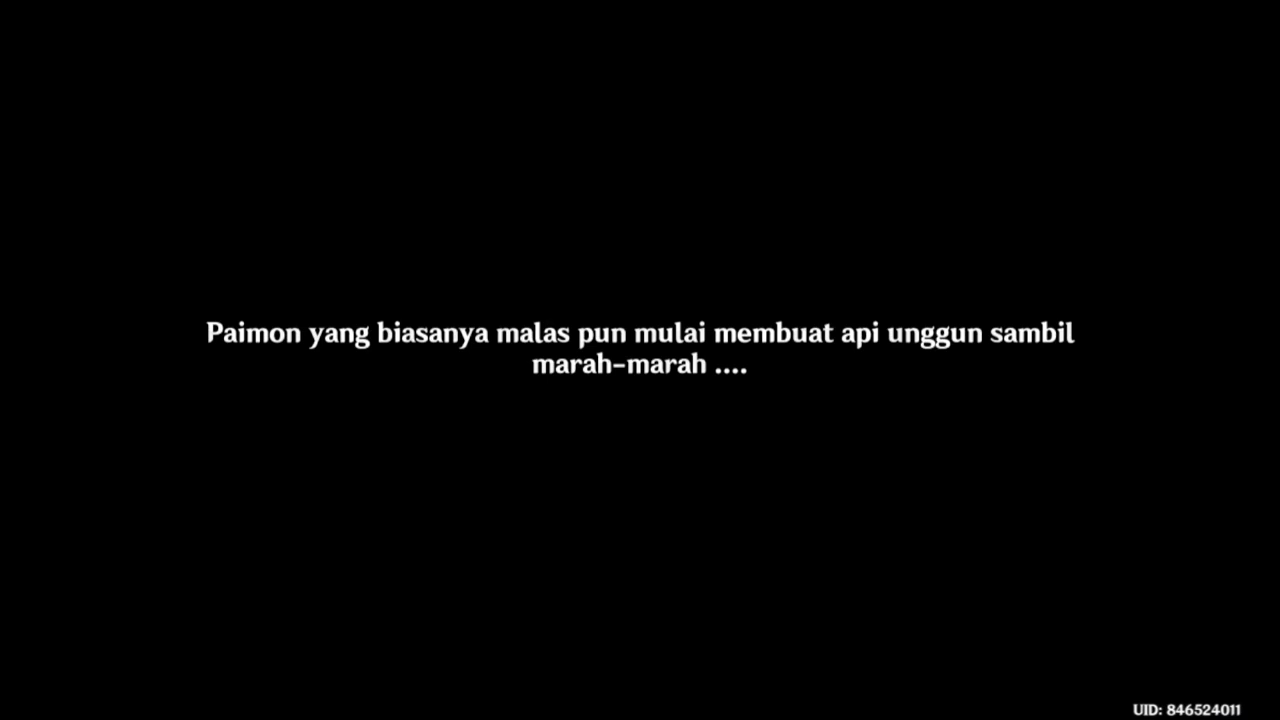 Paimon yang biasanya malas pun mulai membuat api unggun sambil
marah-marah ....
UID: 846524011